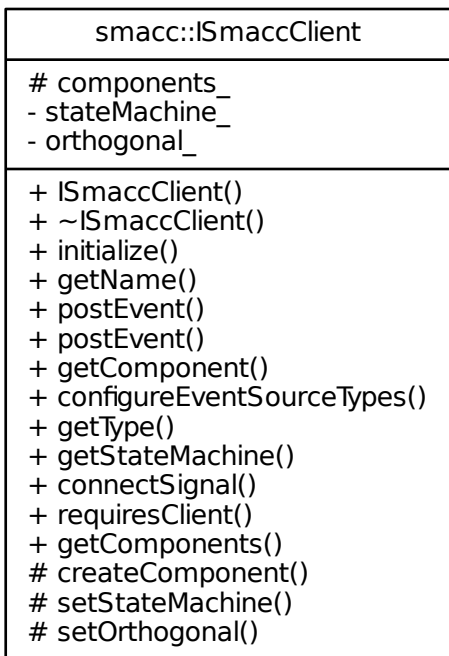 smacc::ISmaccClient
# components_
- stateMachine_
- orthogonal_
+ ISmaccClient()
+ ~ISmaccClient()
+ initialize()
+ getName()
+ postEvent()
+ postEvent()
+ getComponent()
+ configureEventSourceTypes()
+ getType()
+ getStateMachine()
+ connectSignal()
+ requiresClient()
+ getComponents()
# createComponent()
# setStateMachine()
# setOrthogonal()